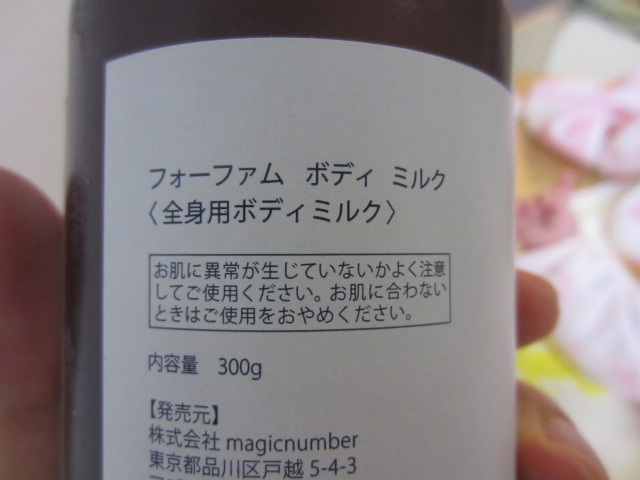 フォーファム ボディ ミルク
〈全身用ボディミルク〉
お肌に異常が生じていないかよく注意
してご使用ください。お肌に合わない
ときはご使用をおやめください。
内容量 300g
【発売元】
株式会社 magicnumber
東京都品川区戸越 5-4-3